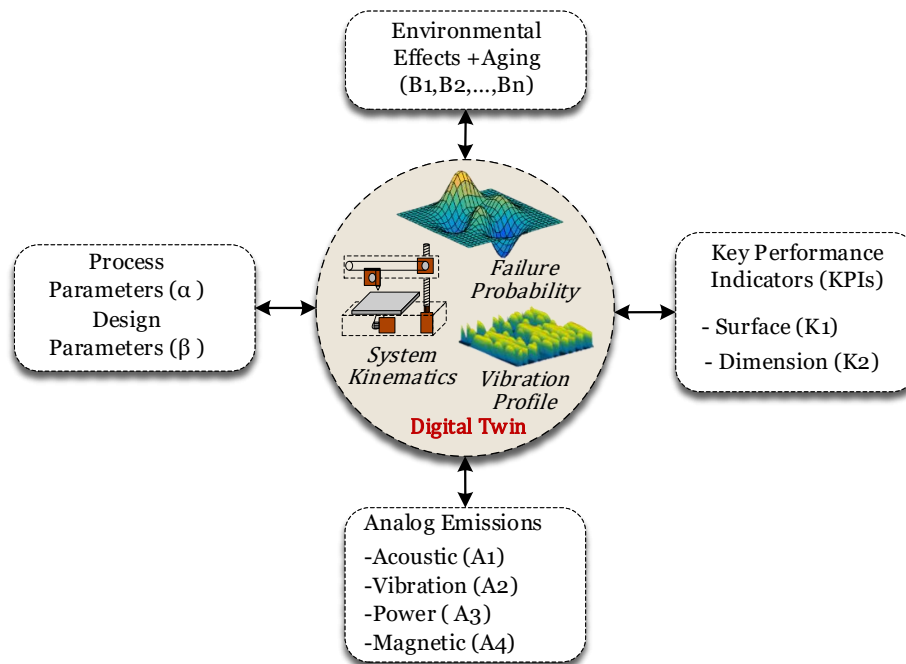 Environmental
Effects +Aging
(B1,B2,...,Bn)
Process
Parameters (α )
Design
Parameters (β )
Failure
Probability
System
Kinematics
Vibration
Profile
Digital Twin
Key Performance
Indicators (KPIs)
- Surface (K1)
- Dimension (K2)
Analog Emissions
-Acoustic (A1)
-Vibration (A2)
-Power ( A3)
-Magnetic (A4)